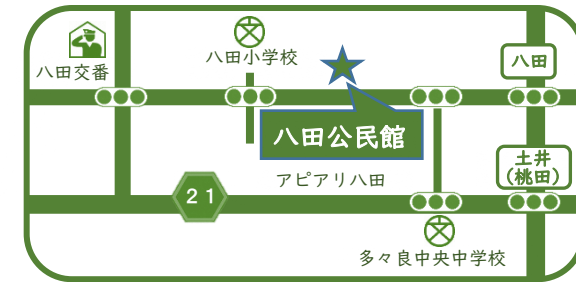 八田交番
八田小学校
八田
八田公民館
土井
(桃田)
アピアリ八田
21
多々良中央中学校